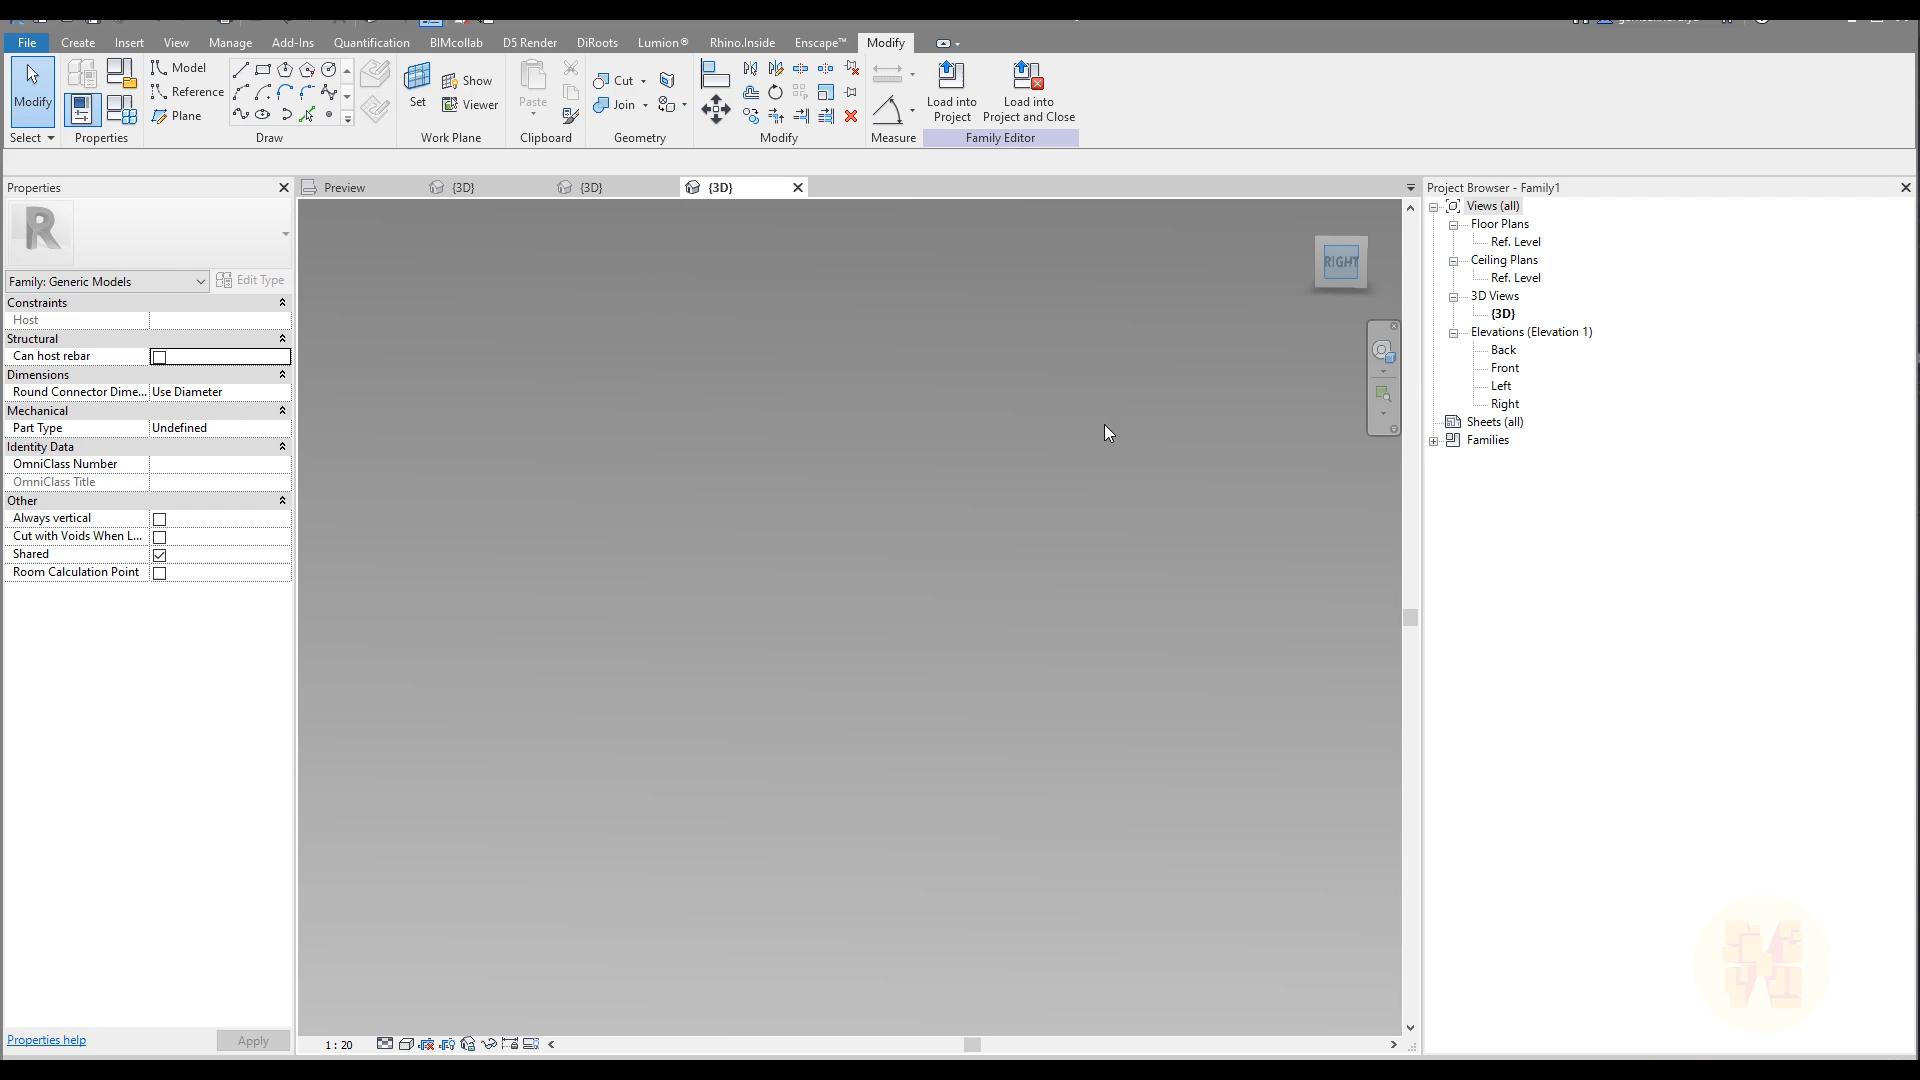 File Create Insert View Manage Add-Ins Quantification BIMcollab D5 Render DiRoots Lumion® Rhino.Inside Enscape™ Modify
Modify
Select
Properties
Model
Reference
Plane
Draw
Set
Show
Viewer
Work Plane
Paste
Clipboard
Cut
Join
Geometry
Modify
Measure
Load into
Project
Load into
Project and Close
Family Editor
Properties
R
Family: Generic Models
Edit Type
Constraints
Host
Structural
Can host rebar
Dimensions
Round Connector Dime... Use Diameter
Mechanical
Part Type Undefined
Identity Data
OmniClass Number
OmniClass Title
Other
Always vertical
Cut with Voids When L...
Shared
Room Calculation Point
Properties help
Apply
Preview
{3D}
{3D}
{3D}
RIGHT
1 : 20
Project Browser - Family1
Views (all)
Floor Plans
Ref. Level
Ceiling Plans
Ref. Level
3D Views
{3D}
Elevations (Elevation 1)
Back
Front
Left
Right
Sheets (all)
Families